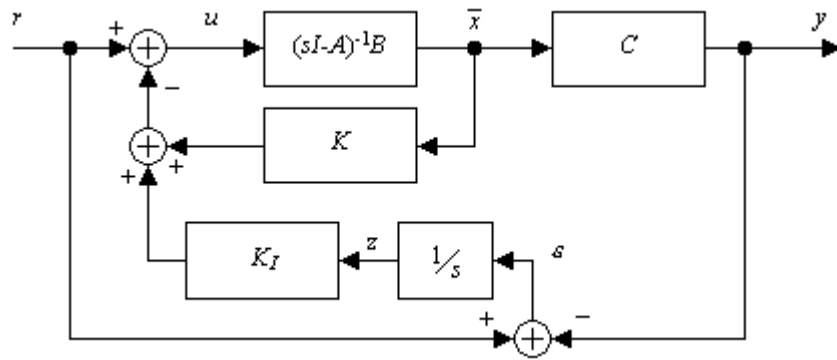 r + u (sI-A)⁻¹B x̄ C y
−
K
+ +
K_I z 1/s ε
+ −